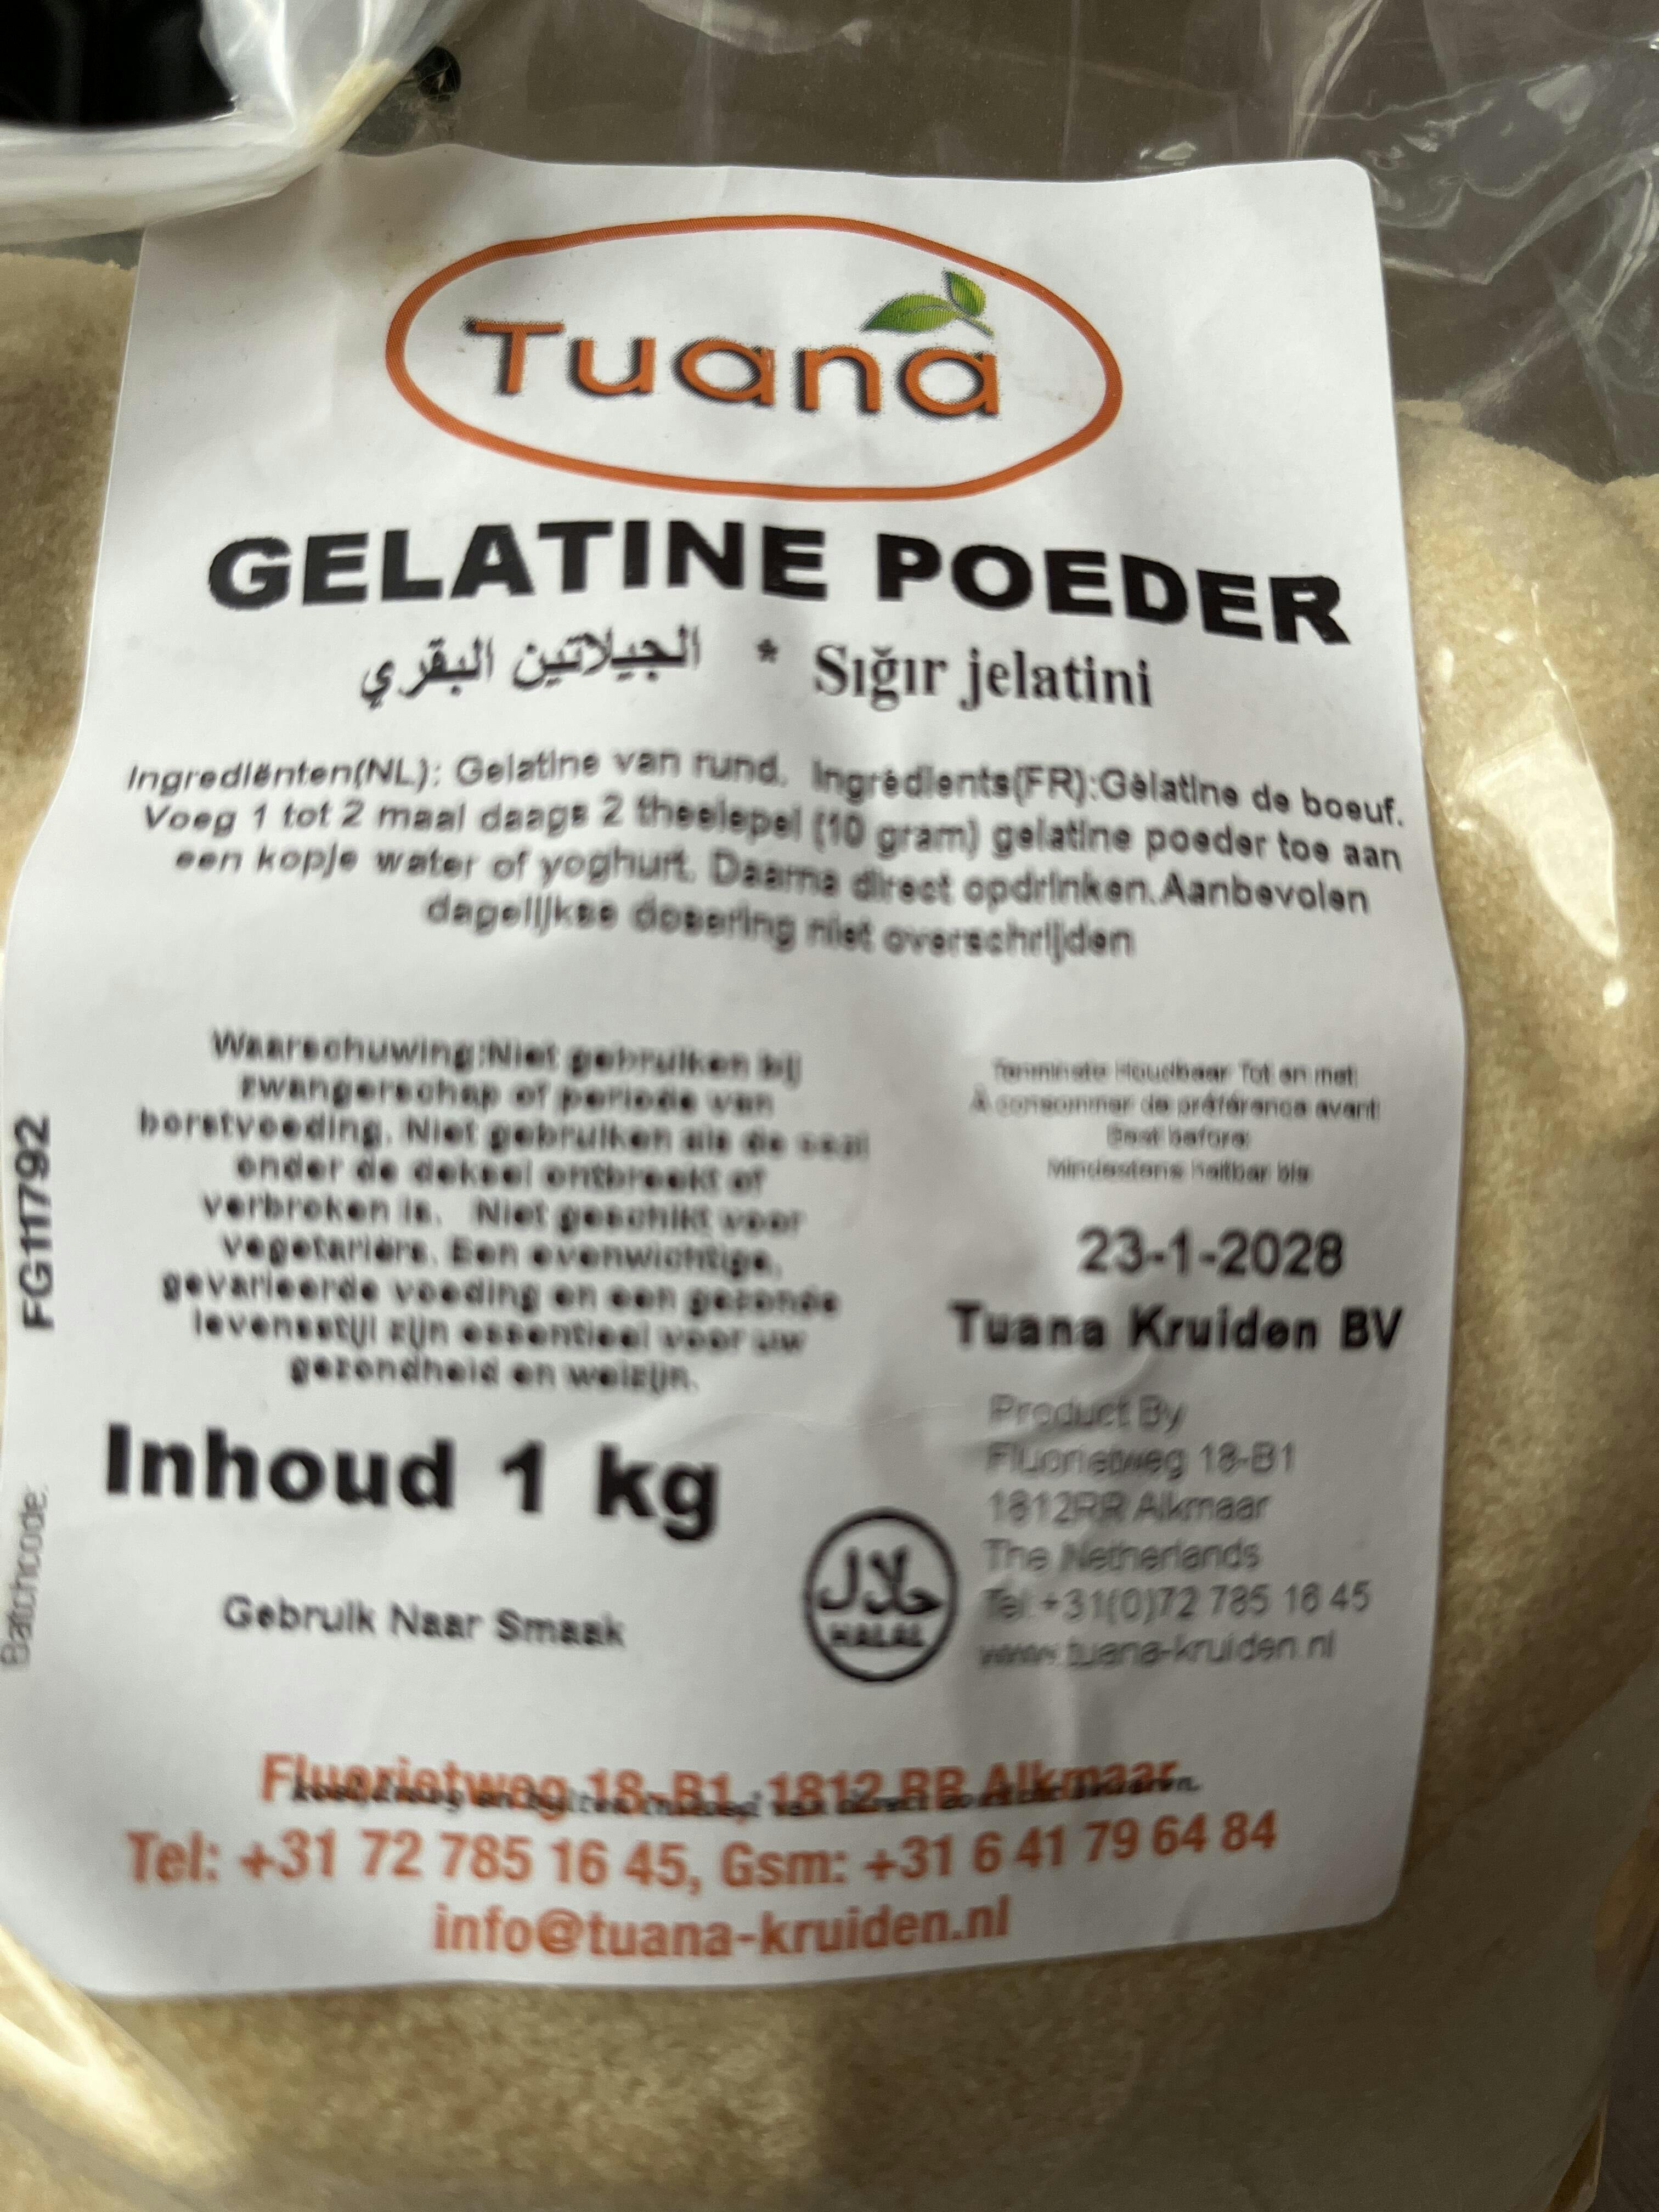 Tuana
GELATINE POEDER
الجيلاتين البقري * Sığır jelatini
Ingrediënten(NL): Gelatine van rund. Ingrédients(FR):Gélatine de boeuf.
Voeg 1 tot 2 maal daags 2 theelepel (10 gram) gelatine poeder toe aan
een kopje water of yoghurt. Daarna direct opdrinken.Aanbevolen
dagelijkse dosering niet overschrijden
Waarschuwing:Niet gebruiken bij
zwangerschap of periode van
borstvoeding. Niet gebruiken als de seal
onder de deksel ontbreekt of
verbroken is. Niet geschikt voor
vegetariërs. Een evenwichtige,
gevarieerde voeding en een gezonde
levensstijl zijn essentieel voor uw
gezondheid en welzijn.
Inhoud 1 kg
Gebruik Naar Smaak
Tenminste Houdbaar Tot en met:
À consommer de préférence avant:
Best before:
Mindestens haltbar bis
23-1-2028
Tuana Kruiden BV
Product By
Fluorietweg 18-B1
1812RR Alkmaar
The Netherlands
Tel:+31(0)72 785 16 45
www.tuana-kruiden.nl
حلال
HALAL
Batchcode: FG111792
Fluorietweg 18-B1, 1812 RR Alkmaar
Tel: +31 72 785 16 45, Gsm: +31 6 41 79 64 84
info@tuana-kruiden.nl